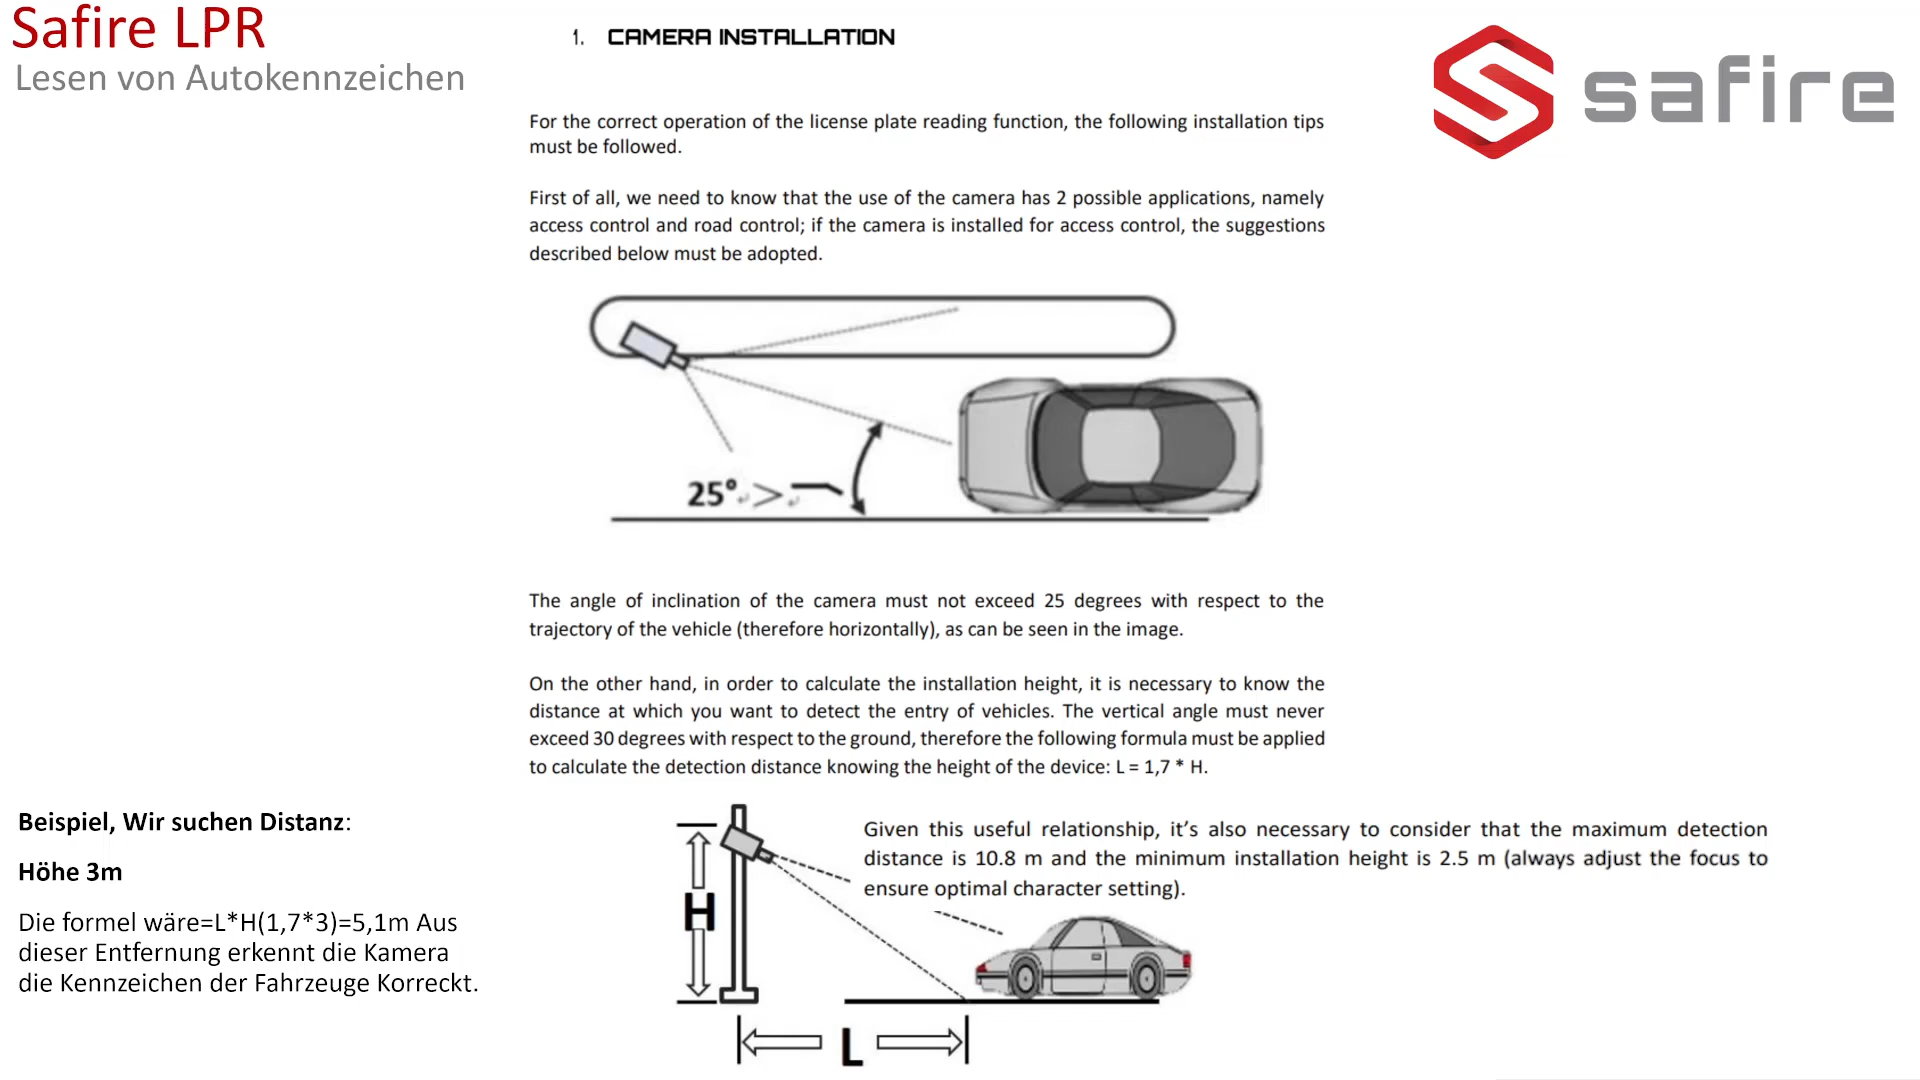 Safire LPR
Lesen von Autokennzeichen
1. CAMERA INSTALLATION
safire
For the correct operation of the license plate reading function, the following installation tips
must be followed.
First of all, we need to know that the use of the camera has 2 possible applications, namely
access control and road control; if the camera is installed for access control, the suggestions
described below must be adopted.
25° >
The angle of inclination of the camera must not exceed 25 degrees with respect to the
trajectory of the vehicle (therefore horizontally), as can be seen in the image.
On the other hand, in order to calculate the installation height, it is necessary to know the
distance at which you want to detect the entry of vehicles. The vertical angle must never
exceed 30 degrees with respect to the ground, therefore the following formula must be applied
to calculate the detection distance knowing the height of the device: L = 1,7 * H.
Beispiel, Wir suchen Distanz:
Höhe 3m
Die formel wäre=L*H(1,7*3)=5,1m Aus
dieser Entfernung erkennt die Kamera
die Kennzeichen der Fahrzeuge Korreckt.
Given this useful relationship, it's also necessary to consider that the maximum detection
distance is 10.8 m and the minimum installation height is 2.5 m (always adjust the focus to
ensure optimal character setting).
H
L